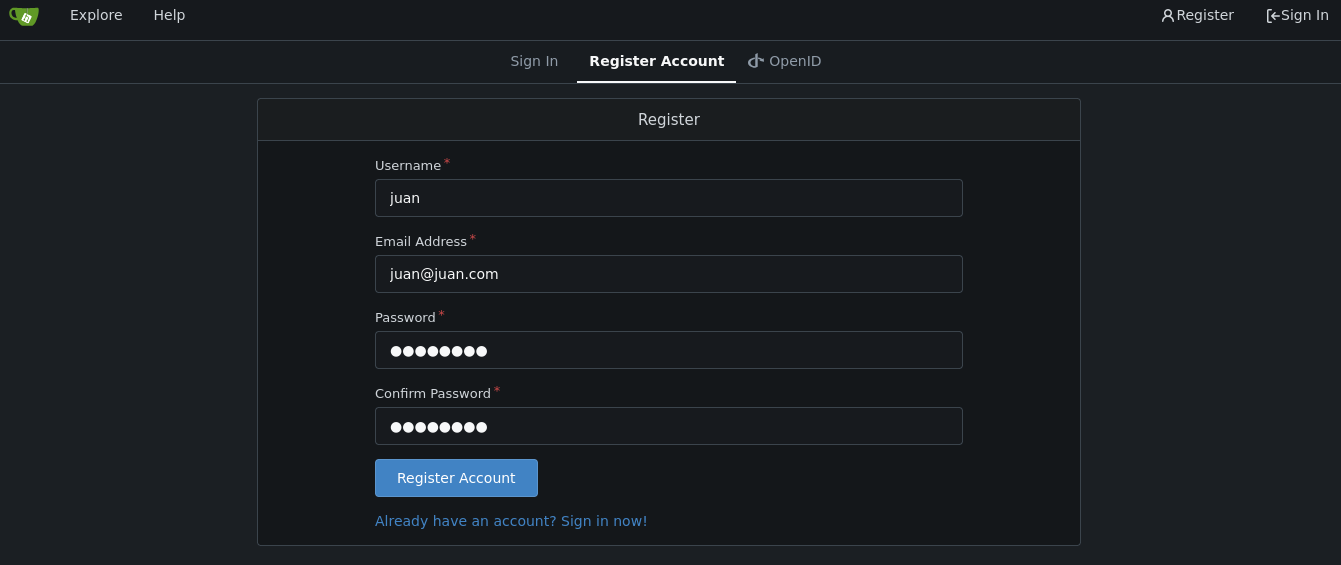 Explore Help Register Sign In
Sign In Register Account OpenID
Register
Username *
juan
Email Address *
juan@juan.com
Password *
●●●●●●●●
Confirm Password *
●●●●●●●●
Register Account
Already have an account? Sign in now!